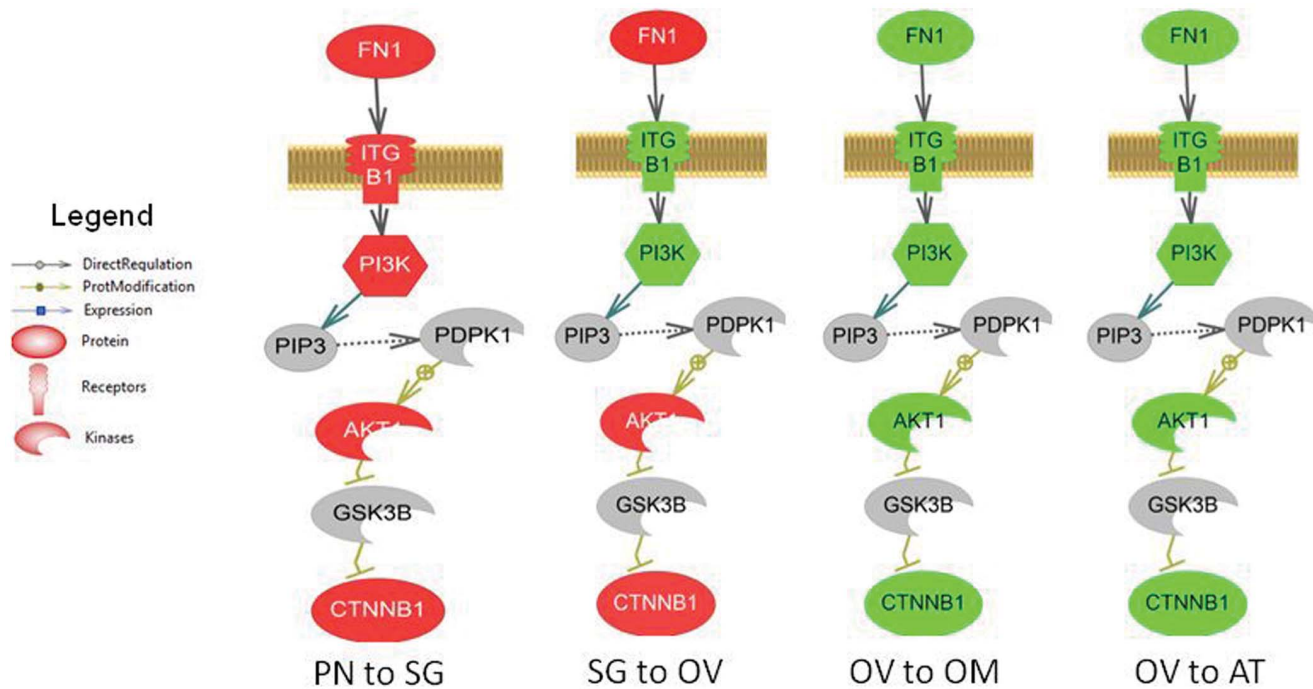 Legend
DirectRegulation
ProtModification
Expression
Protein
Receptors
Kinases
FN1
ITG
B1
PI3K
PIP3
PDPK1
AKT1
GSK3B
CTNNB1
PN to SG
FN1
ITG
B1
PI3K
PIP3
PDPK1
AKT1
GSK3B
CTNNB1
SG to OV
FN1
ITG
B1
PI3K
PIP3
PDPK1
AKT1
GSK3B
CTNNB1
OV to OM
FN1
ITG
B1
PI3K
PIP3
PDPK1
AKT1
GSK3B
CTNNB1
OV to AT